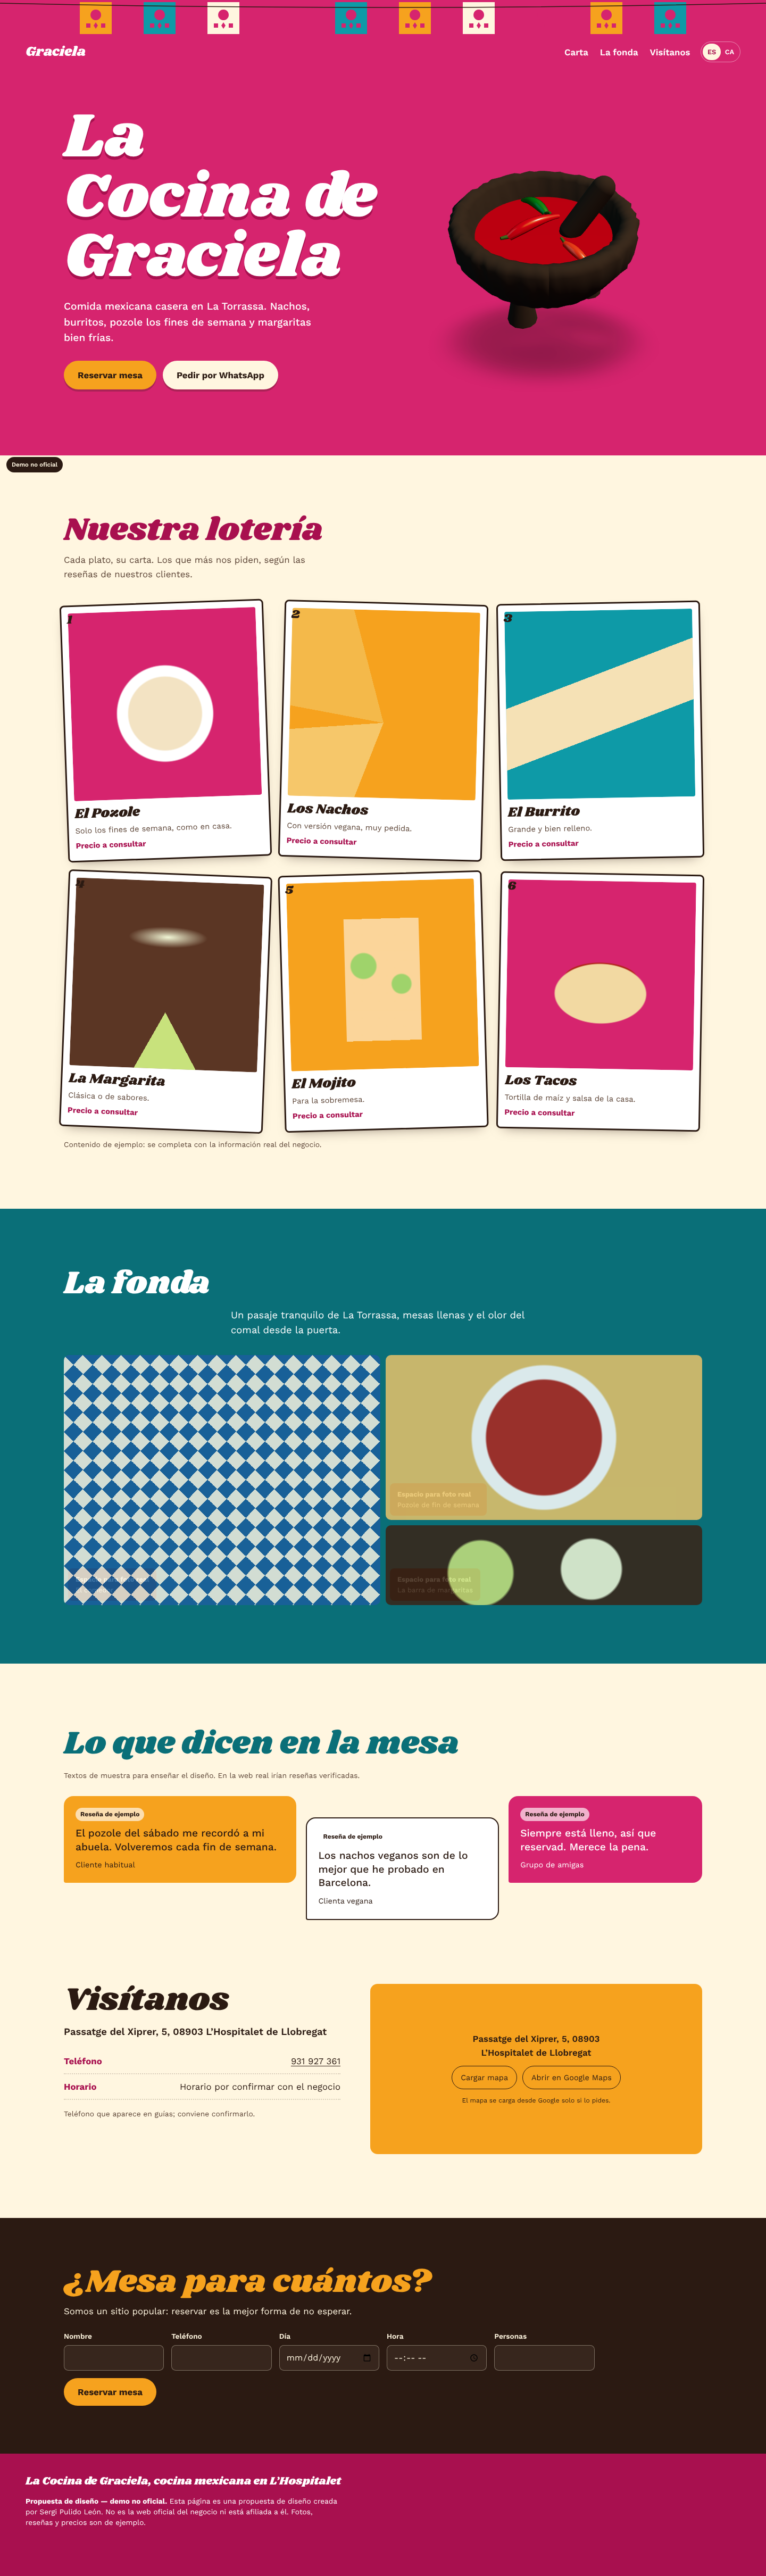 Graciela
Carta
La fonda
Visítanos
ES
CA
La
Cocina de
Graciela
Comida mexicana casera en La Torrassa. Nachos,
burritos, pozole los fines de semana y margaritas
bien frías.
Reservar mesa
Pedir por WhatsApp
Demo no oficial
Nuestra lotería
Cada plato, su carta. Los que más nos piden, según las
reseñas de nuestros clientes.
1
El Pozole
Solo los fines de semana, como en casa.
Precio a consultar
2
Los Nachos
Con versión vegana, muy pedida.
Precio a consultar
3
El Burrito
Grande y bien relleno.
Precio a consultar
4
La Margarita
Clásica o de sabores.
Precio a consultar
5
El Mojito
Para la sobremesa.
Precio a consultar
6
Los Tacos
Tortilla de maíz y salsa de la casa.
Precio a consultar
Contenido de ejemplo: se completa con la información real del negocio.
La fonda
Un pasaje tranquilo de La Torrassa, mesas llenas y el olor del
comal desde la puerta.
Espacio para foto real
Pozole de fin de semana
Espacio para foto real
La barra de margaritas
Lo que dicen en la mesa
Textos de muestra para enseñar el diseño. En la web real irían reseñas verificadas.
Reseña de ejemplo
El pozole del sábado me recordó a mi
abuela. Volveremos cada fin de semana.
Cliente habitual
Reseña de ejemplo
Los nachos veganos son de lo
mejor que he probado en
Barcelona.
Clienta vegana
Reseña de ejemplo
Siempre está lleno, así que
reservad. Merece la pena.
Grupo de amigas
Visítanos
Passatge del Xiprer, 5, 08903 L'Hospitalet de Llobregat
Teléfono
931 927 361
Horario
Horario por confirmar con el negocio
Teléfono que aparece en guías; conviene confirmarlo.
Passatge del Xiprer, 5, 08903
L'Hospitalet de Llobregat
Cargar mapa
Abrir en Google Maps
El mapa se carga desde Google solo si lo pides.
¿Mesa para cuántos?
Somos un sitio popular: reservar es la mejor forma de no esperar.
Nombre
Teléfono
Día
Hora
Personas
mm/dd/yyyy
--:-- --
Reservar mesa
La Cocina de Graciela, cocina mexicana en L'Hospitalet
Propuesta de diseño — demo no oficial. Esta página es una propuesta de diseño creada
por Sergi Pulido León. No es la web oficial del negocio ni está afiliada a él. Fotos,
reseñas y precios son de ejemplo.